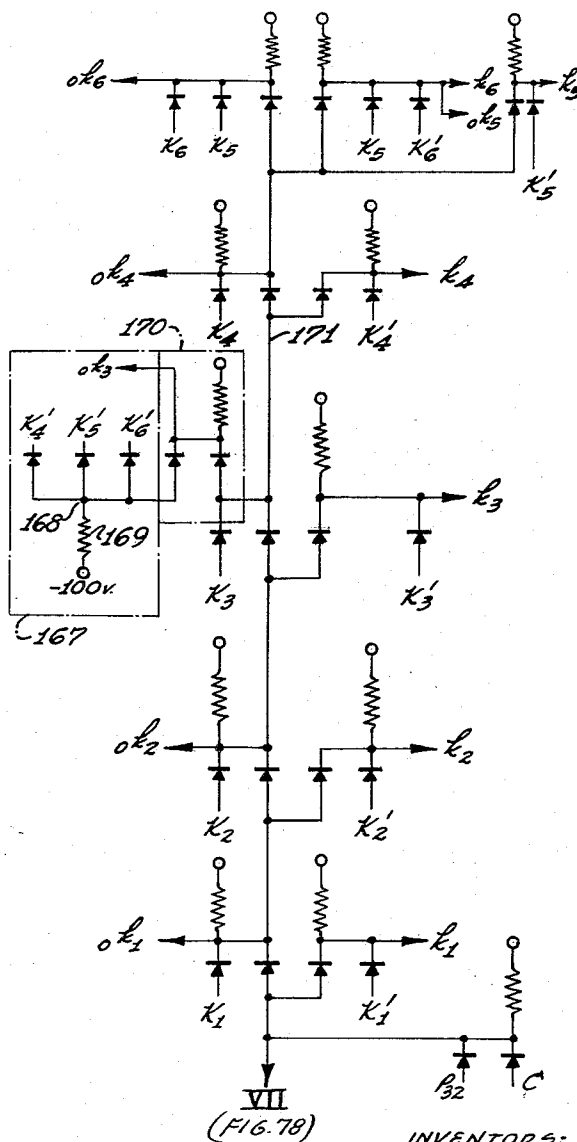 ok6 k6 k5
ok5
K6 K5 K5 K6' K5'
ok4 k4
K4 171 K4'
170
ok3
K4' K5' K6'
k3
168 169
-100v.
K3 K3'
167
ok2 k2
K2 K2'
ok1 k1
K1 K1'
P32 C
VII
(FIG. 78)
INVENTORS: